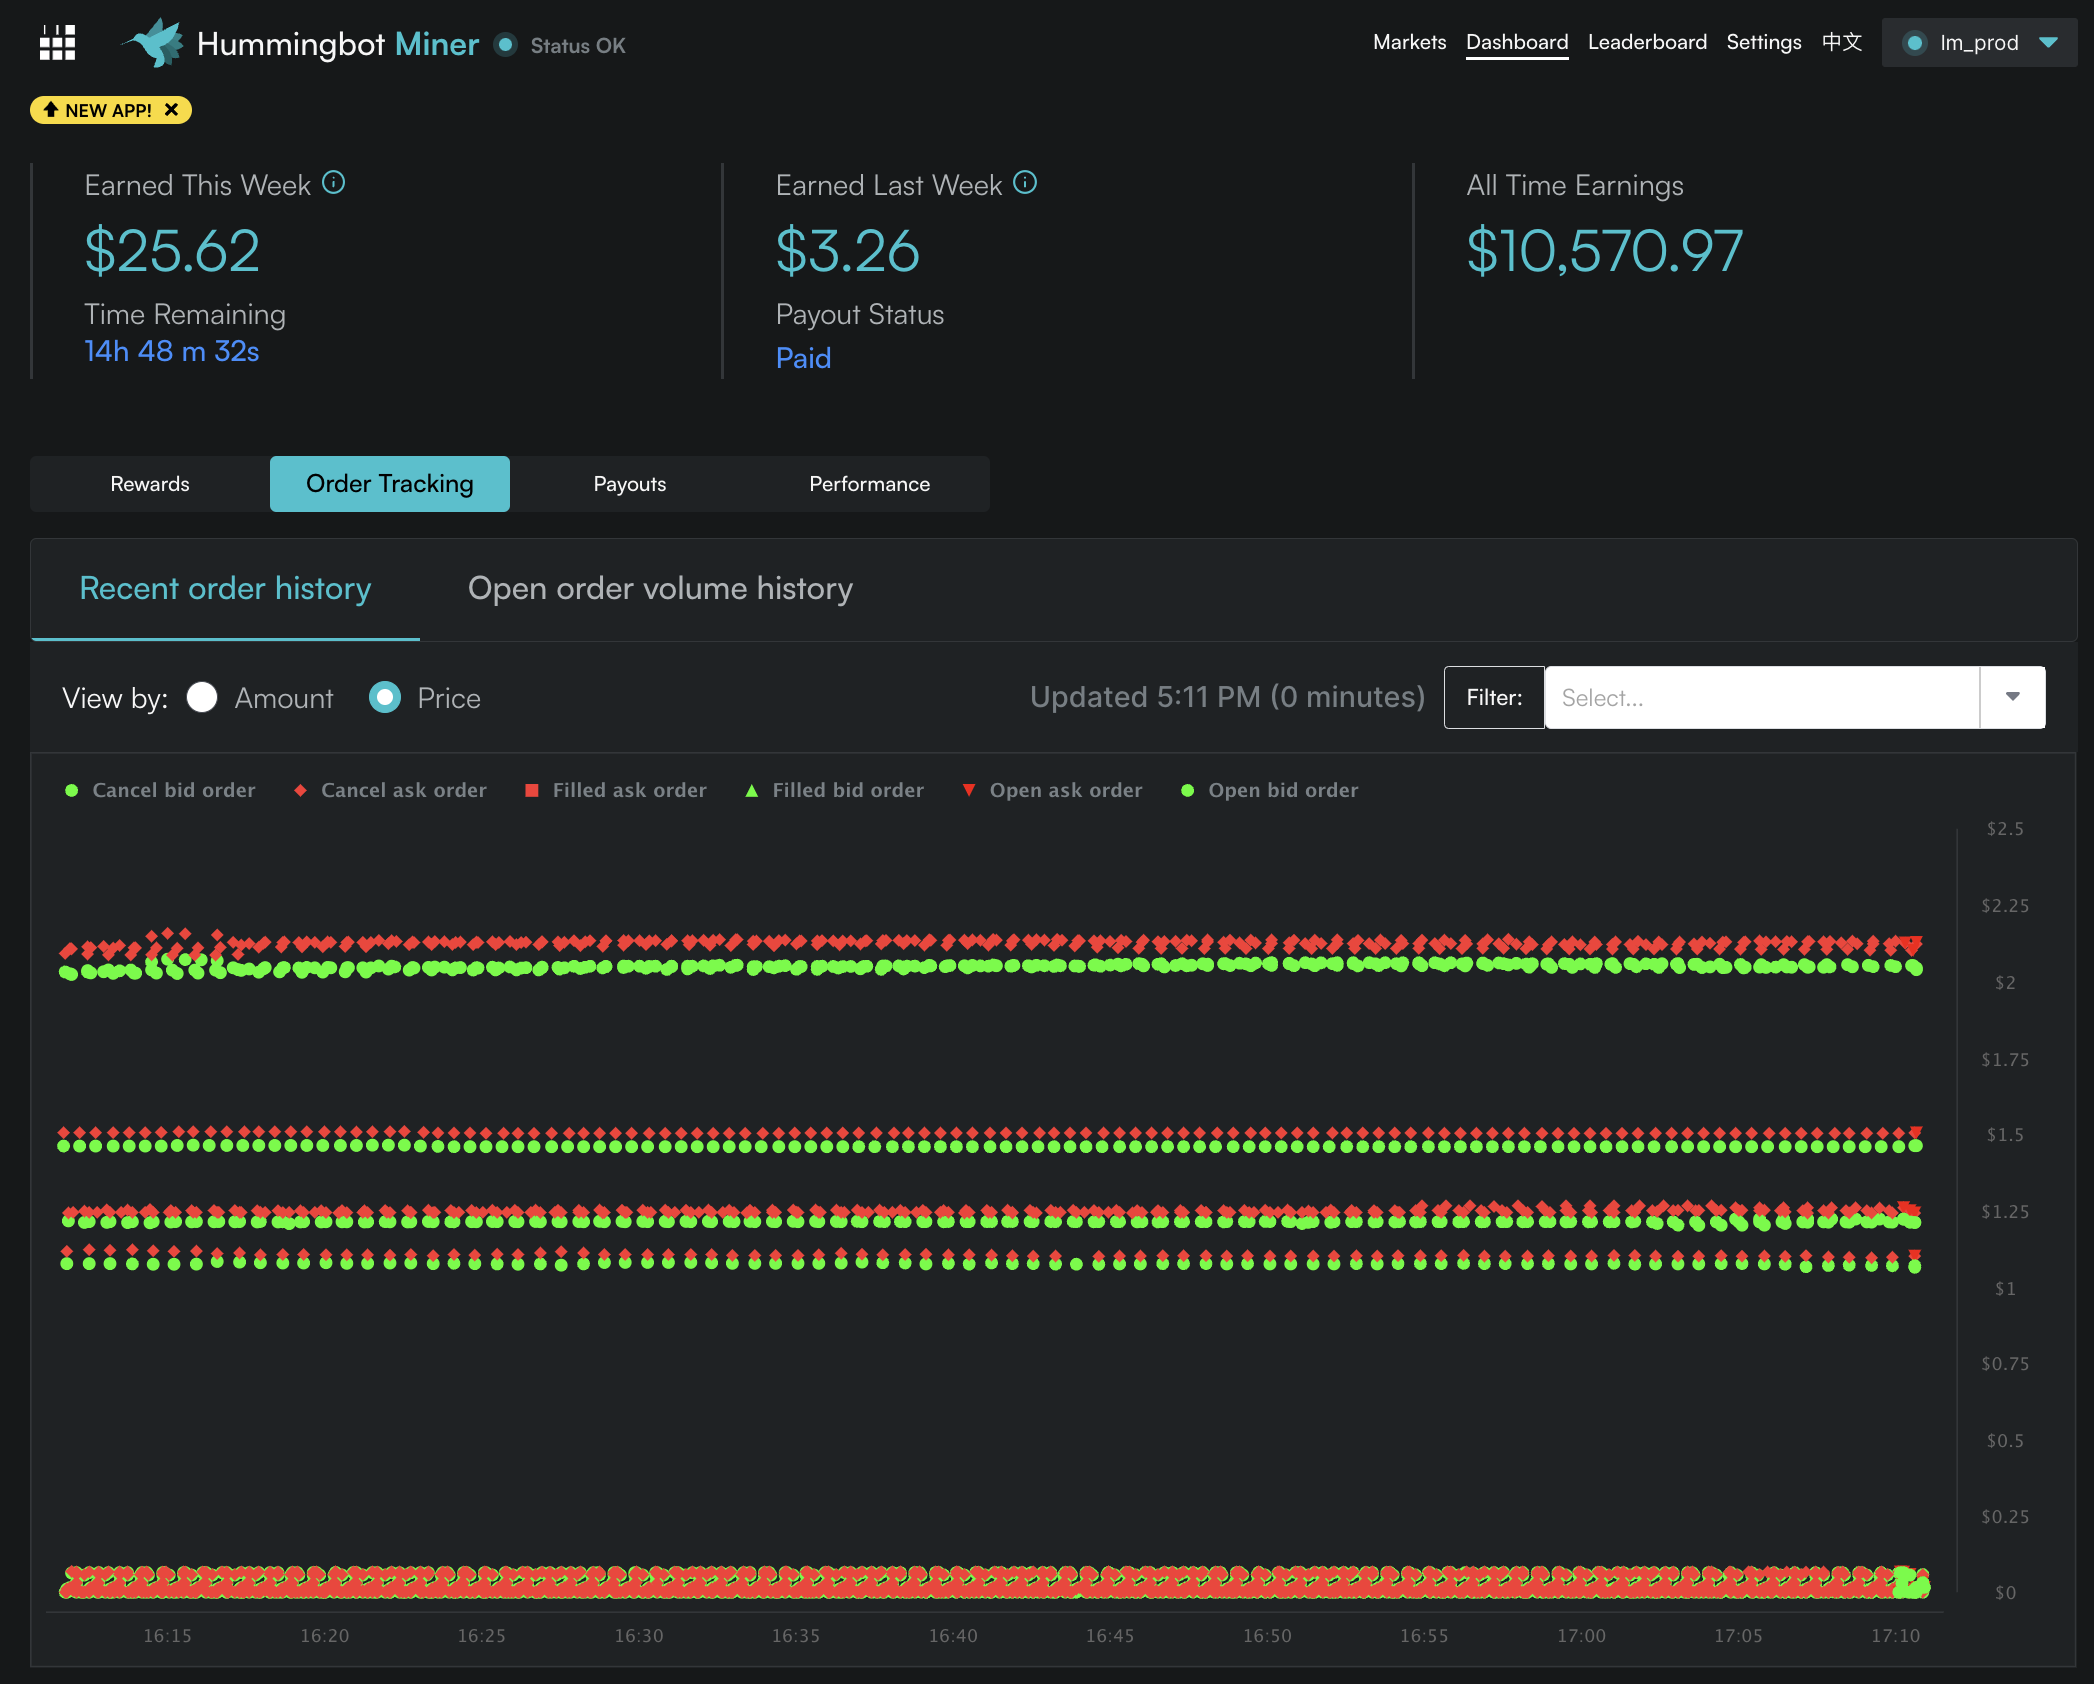 Hummingbot Miner Status OK Markets Dashboard Leaderboard Settings 中文 lm_prod
NEW APP!
Earned This Week Earned Last Week All Time Earnings
$25.62 $3.26 $10,570.97
Time Remaining Payout Status
14h 48 m 32s Paid
Rewards Order Tracking Payouts Performance
Recent order history Open order volume history
View by: Amount Price Updated 5:11 PM (0 minutes) Filter: Select...
Cancel bid order Cancel ask order Filled ask order Filled bid order Open ask order Open bid order
$2.5
$2.25
$2
$1.75
$1.5
$1.25
$1
$0.75
$0.5
$0.25
$0
16:15 16:20 16:25 16:30 16:35 16:40 16:45 16:50 16:55 17:00 17:05 17:10